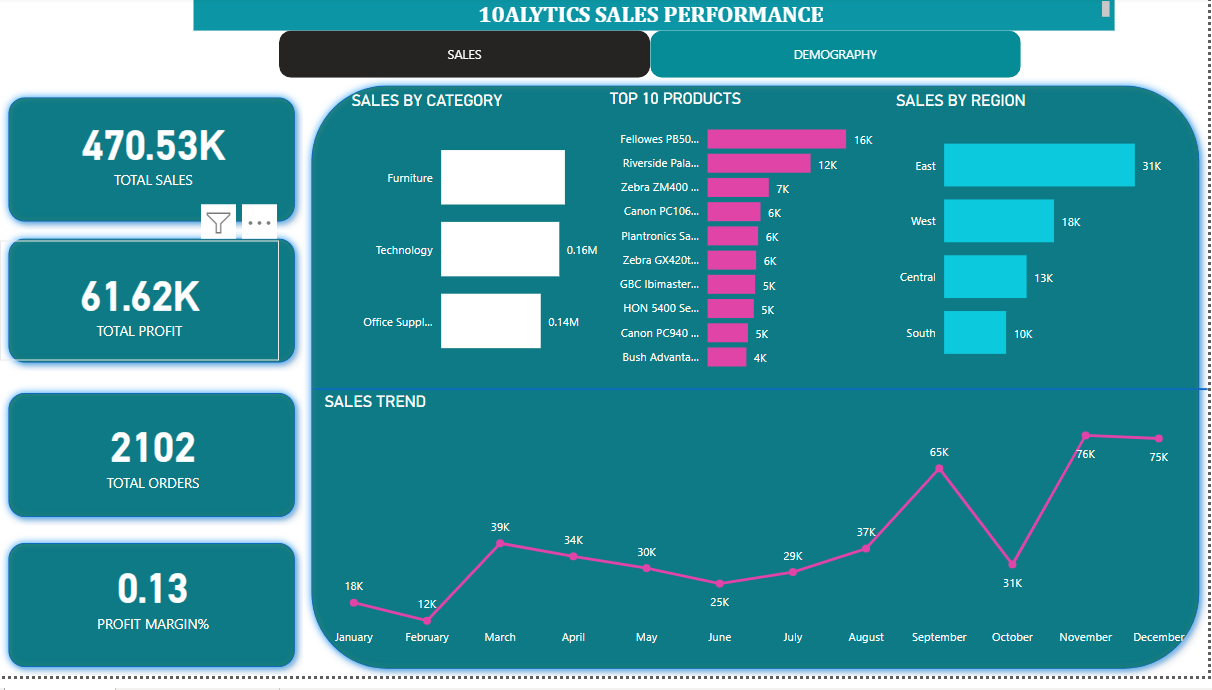 10ALYTICS SALES PERFORMANCE
SALES
DEMOGRAPHY
470.53K
TOTAL SALES
61.62K
TOTAL PROFIT
2102
TOTAL ORDERS
0.13
PROFIT MARGIN%
SALES BY CATEGORY
Furniture
Technology 0.16M
Office Suppl... 0.14M
TOP 10 PRODUCTS
Fellowes PB50... 16K
Riverside Pala... 12K
Zebra ZM400 ... 7K
Canon PC106... 6K
Plantronics Sa... 6K
Zebra GX420t... 6K
GBC Ibimaster... 5K
HON 5400 Se... 5K
Canon PC940 ... 5K
Bush Advanta... 4K
SALES BY REGION
East 31K
West 18K
Central 13K
South 10K
SALES TREND
18K
12K
39K
34K
30K
25K
29K
37K
65K
31K
76K
75K
January February March April May June July August September October November December